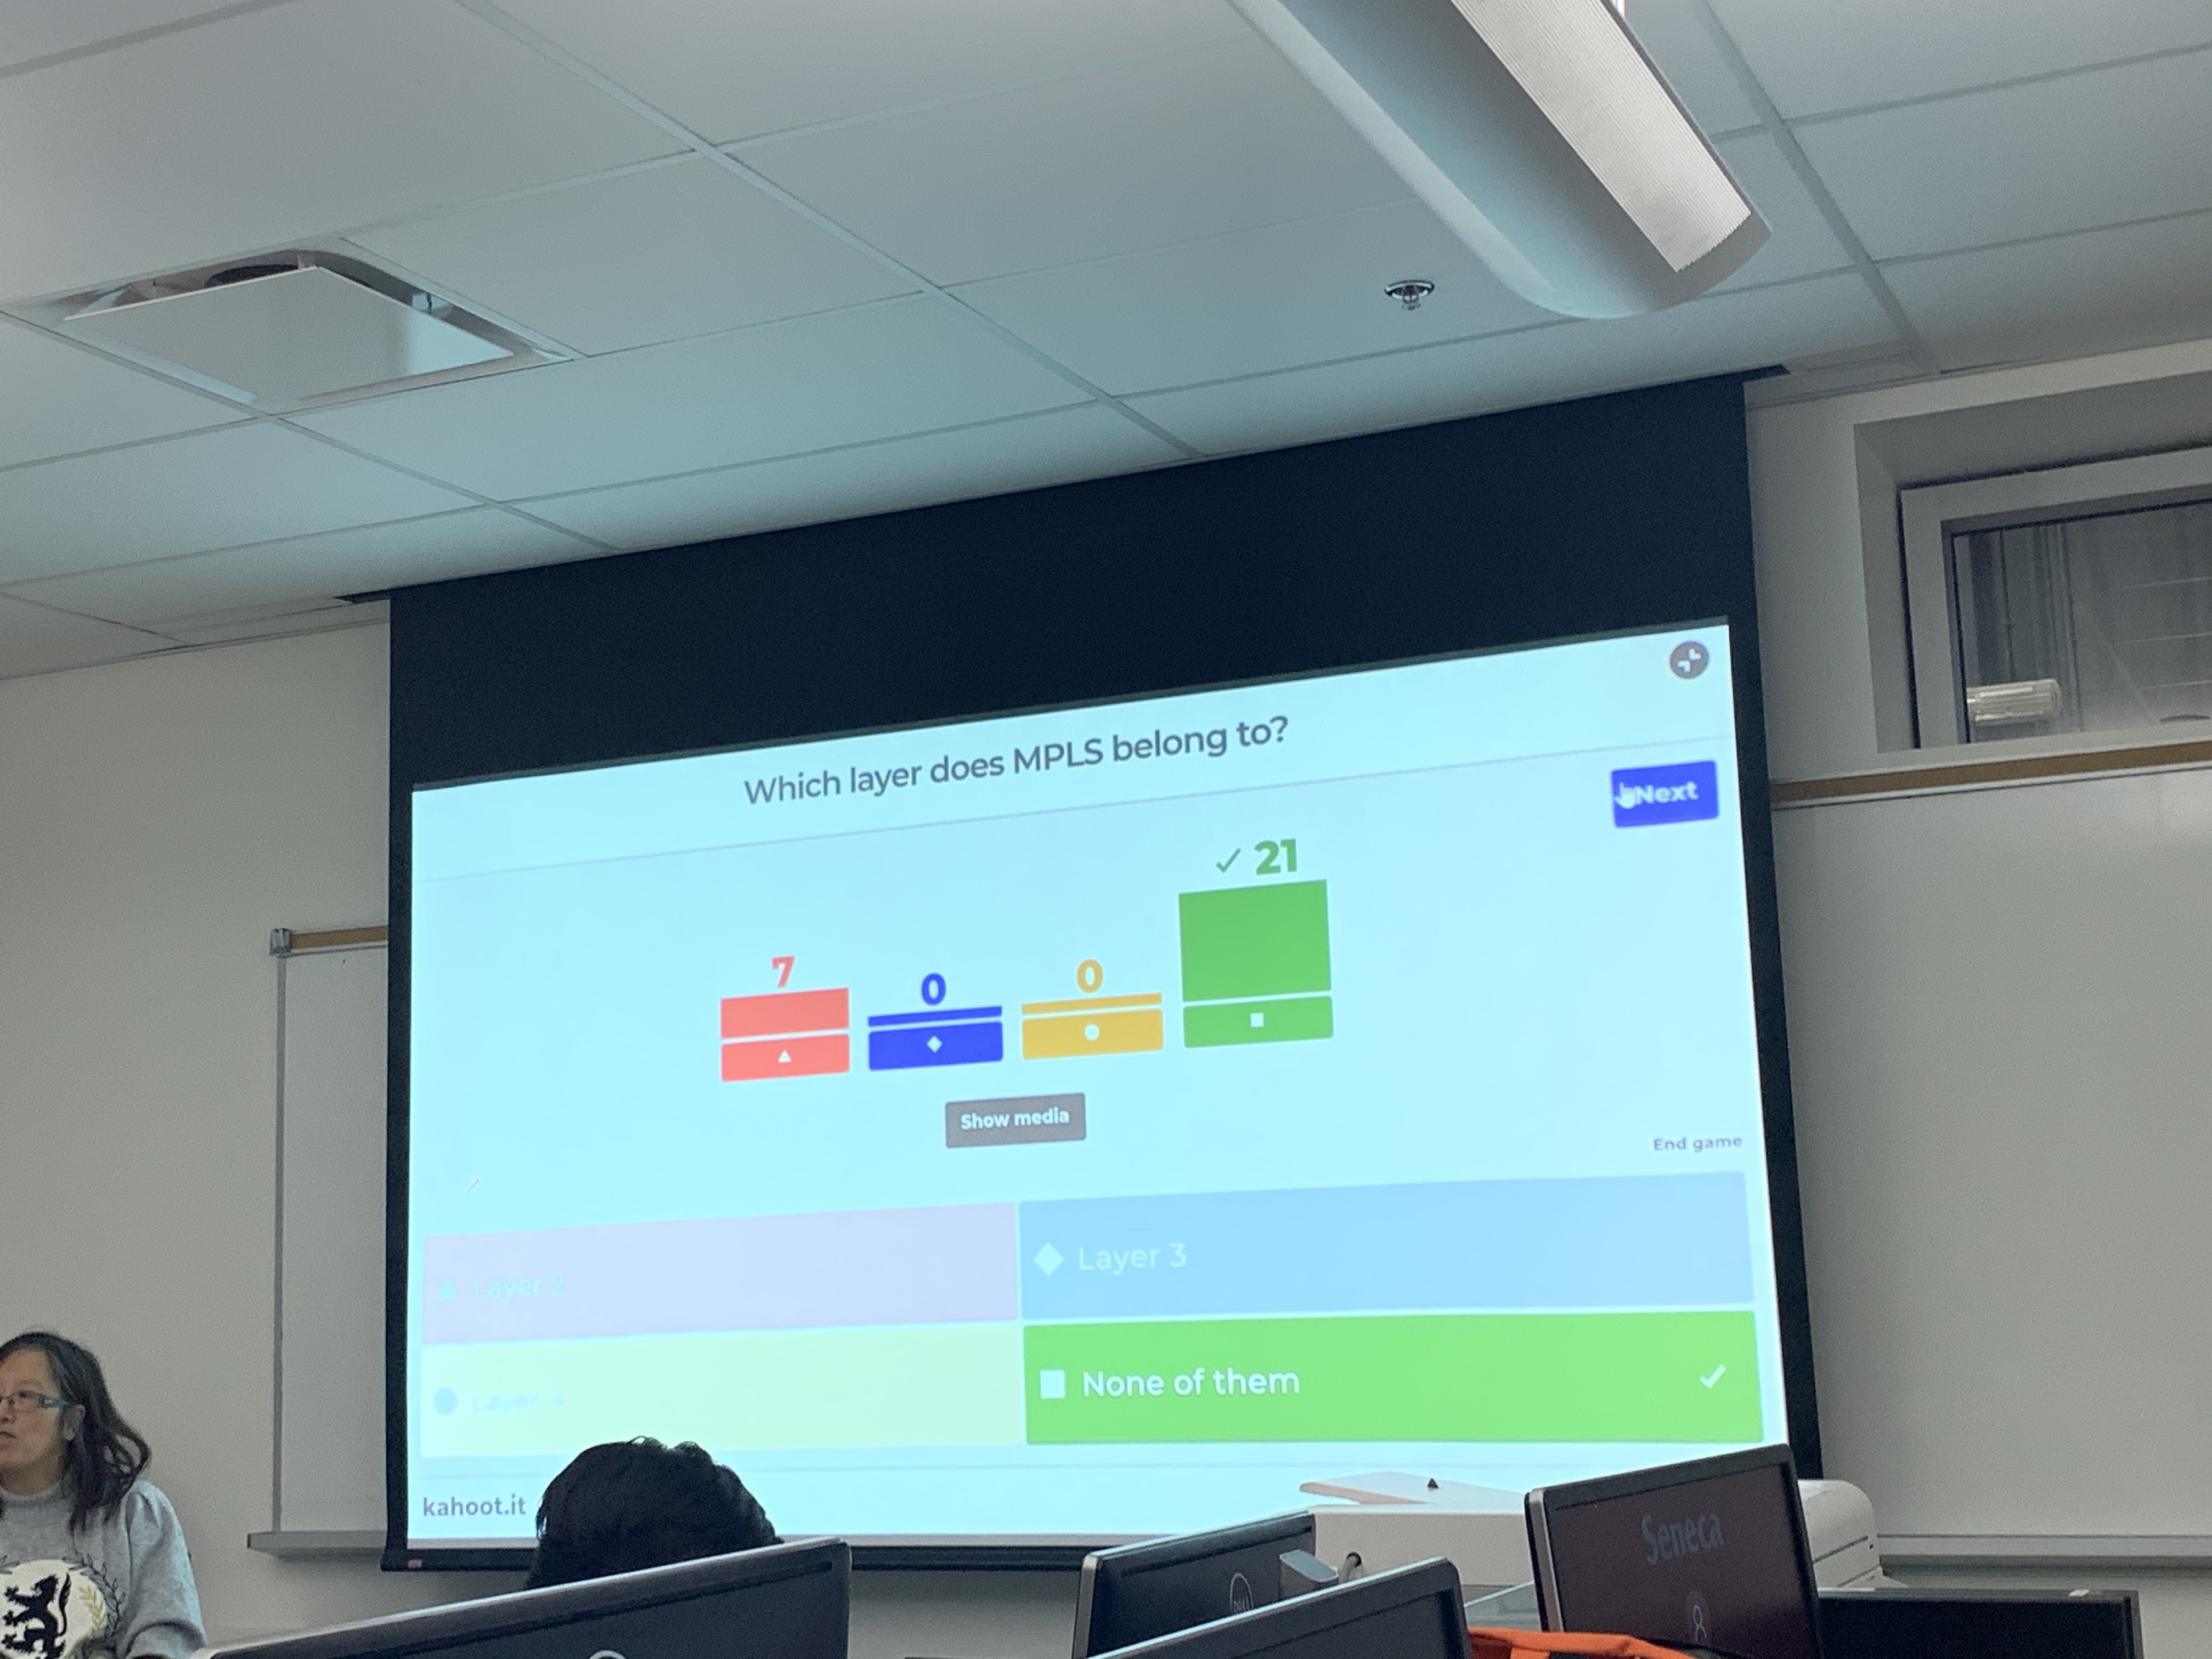 Which layer does MPLS belong to?
Next
21
7
0
0
Show media
End game
Layer 2
Layer 3
Layer 4
None of them
kahoot.it
Seneca
DELL